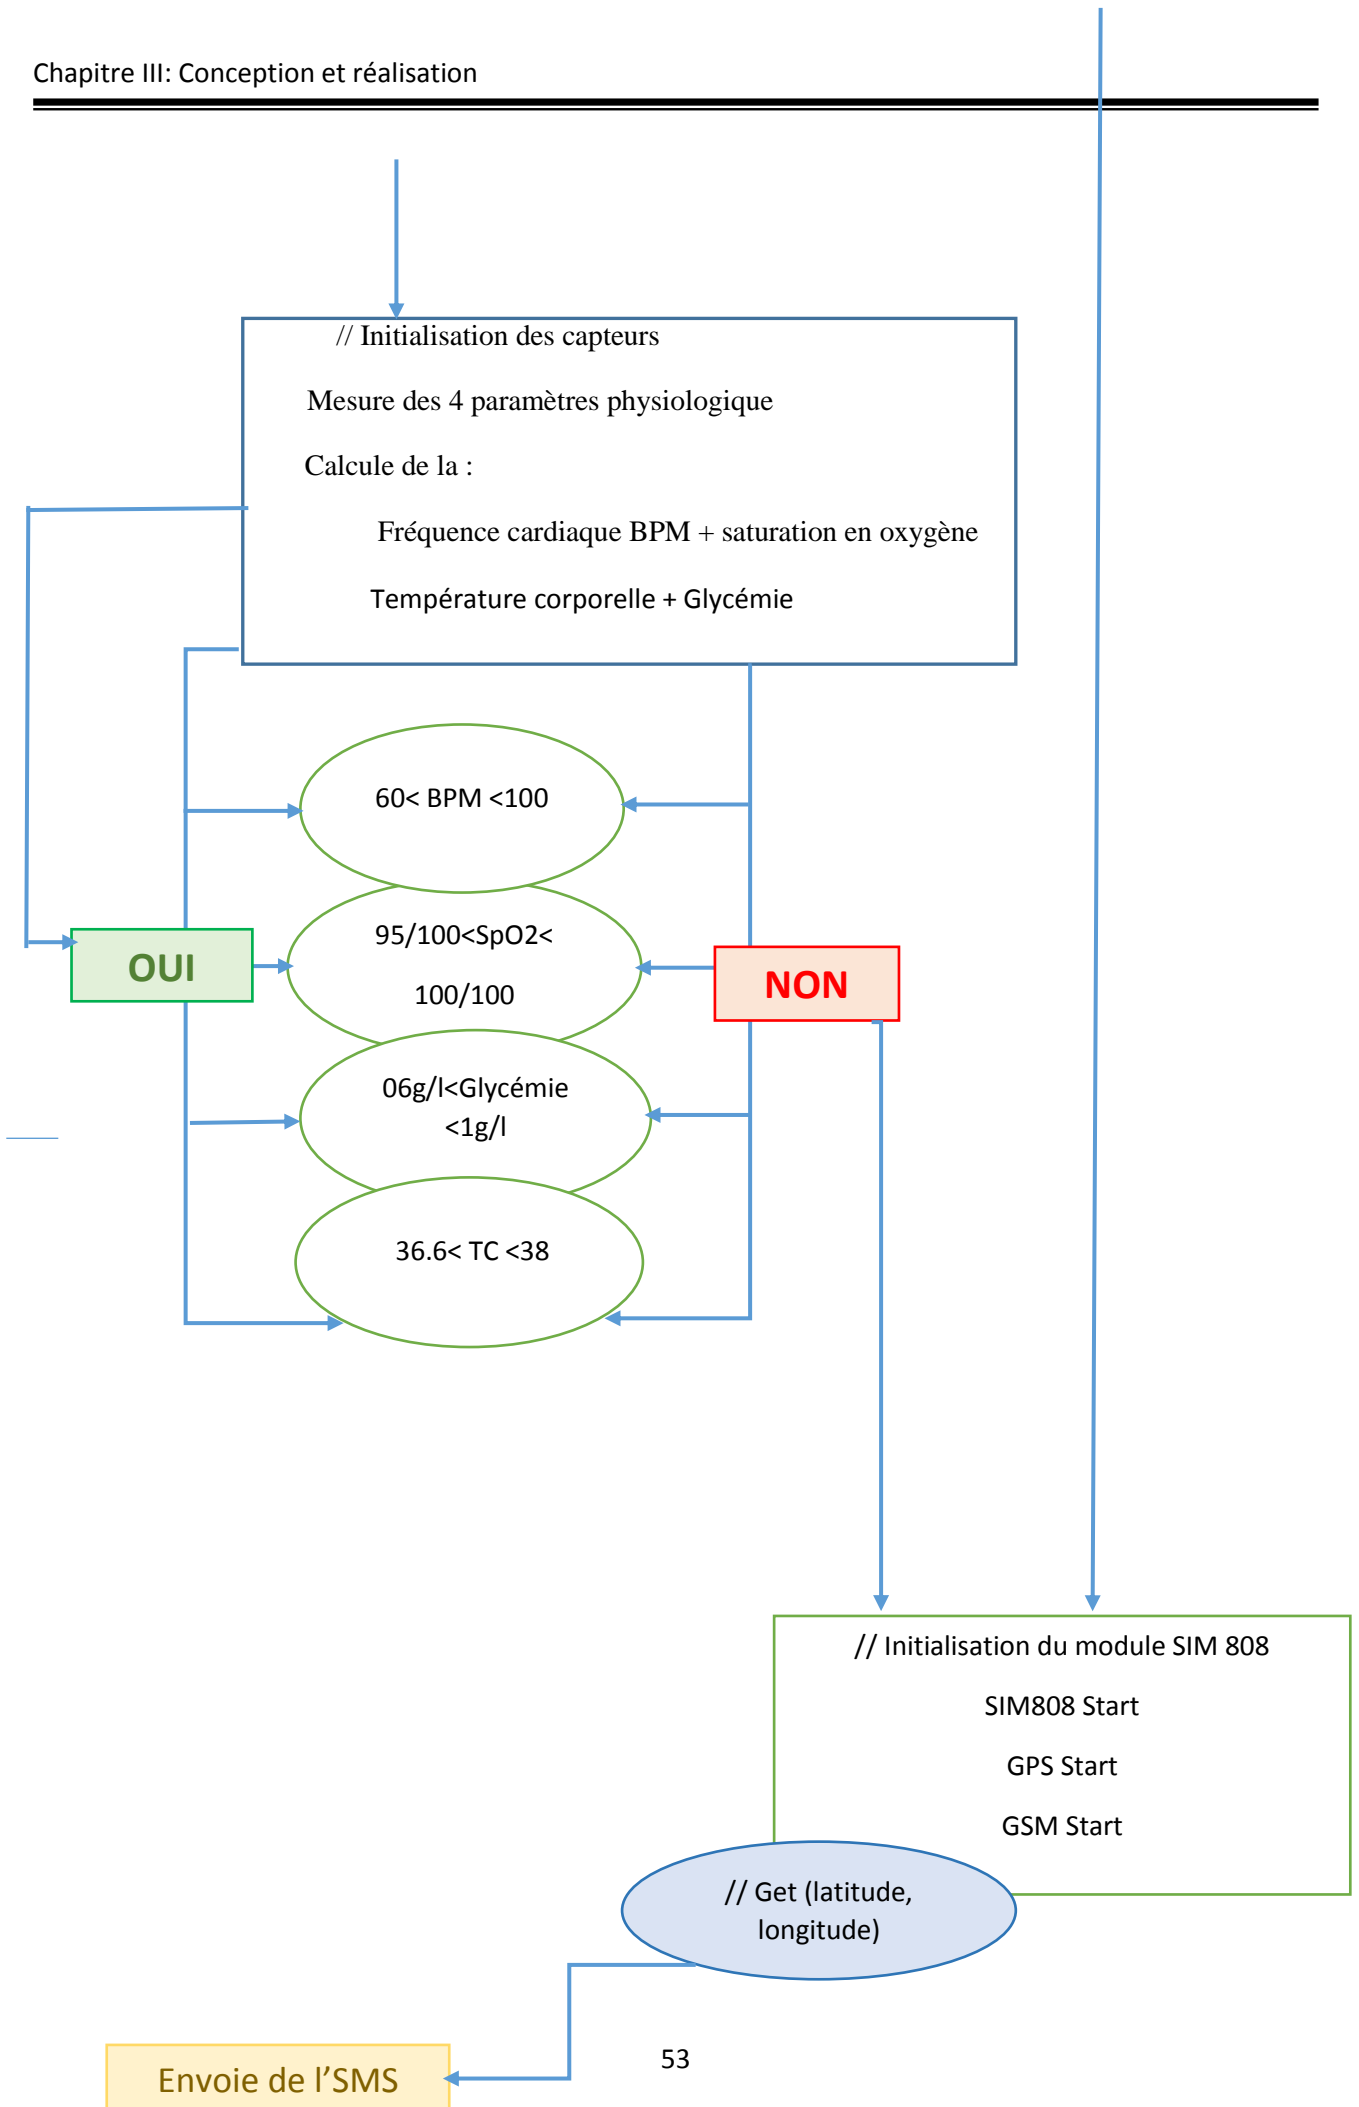 Chapitre III: Conception et réalisation
// Initialisation des capteurs
Mesure des 4 paramètres physiologique
Calcule de la :
Fréquence cardiaque BPM + saturation en oxygène
Température corporelle + Glycémie
60< BPM <100
95/100<SpO2<
100/100
OUI
NON
06g/l<Glycémie
<1g/l
36.6< TC <38
// Initialisation du module SIM 808
SIM808 Start
GPS Start
GSM Start
// Get (latitude,
longitude)
Envoie de l’SMS
53